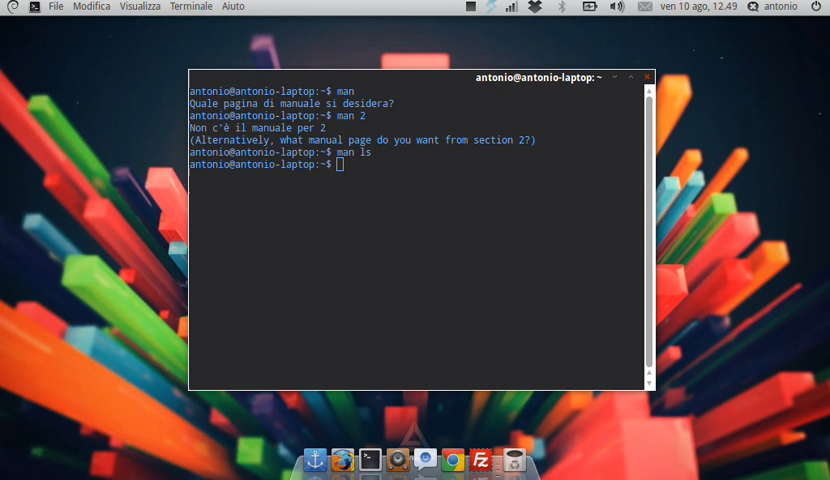 File Modifica Visualizza Terminale Aiuto ven 10 ago, 12.49 antonio
antonio@antonio-laptop: ~
antonio@antonio-laptop:~$ man
Quale pagina di manuale si desidera?
antonio@antonio-laptop:~$ man 2
Non c'è il manuale per 2
(Alternatively, what manual page do you want from section 2?)
antonio@antonio-laptop:~$ man ls
antonio@antonio-laptop:~$
Fz